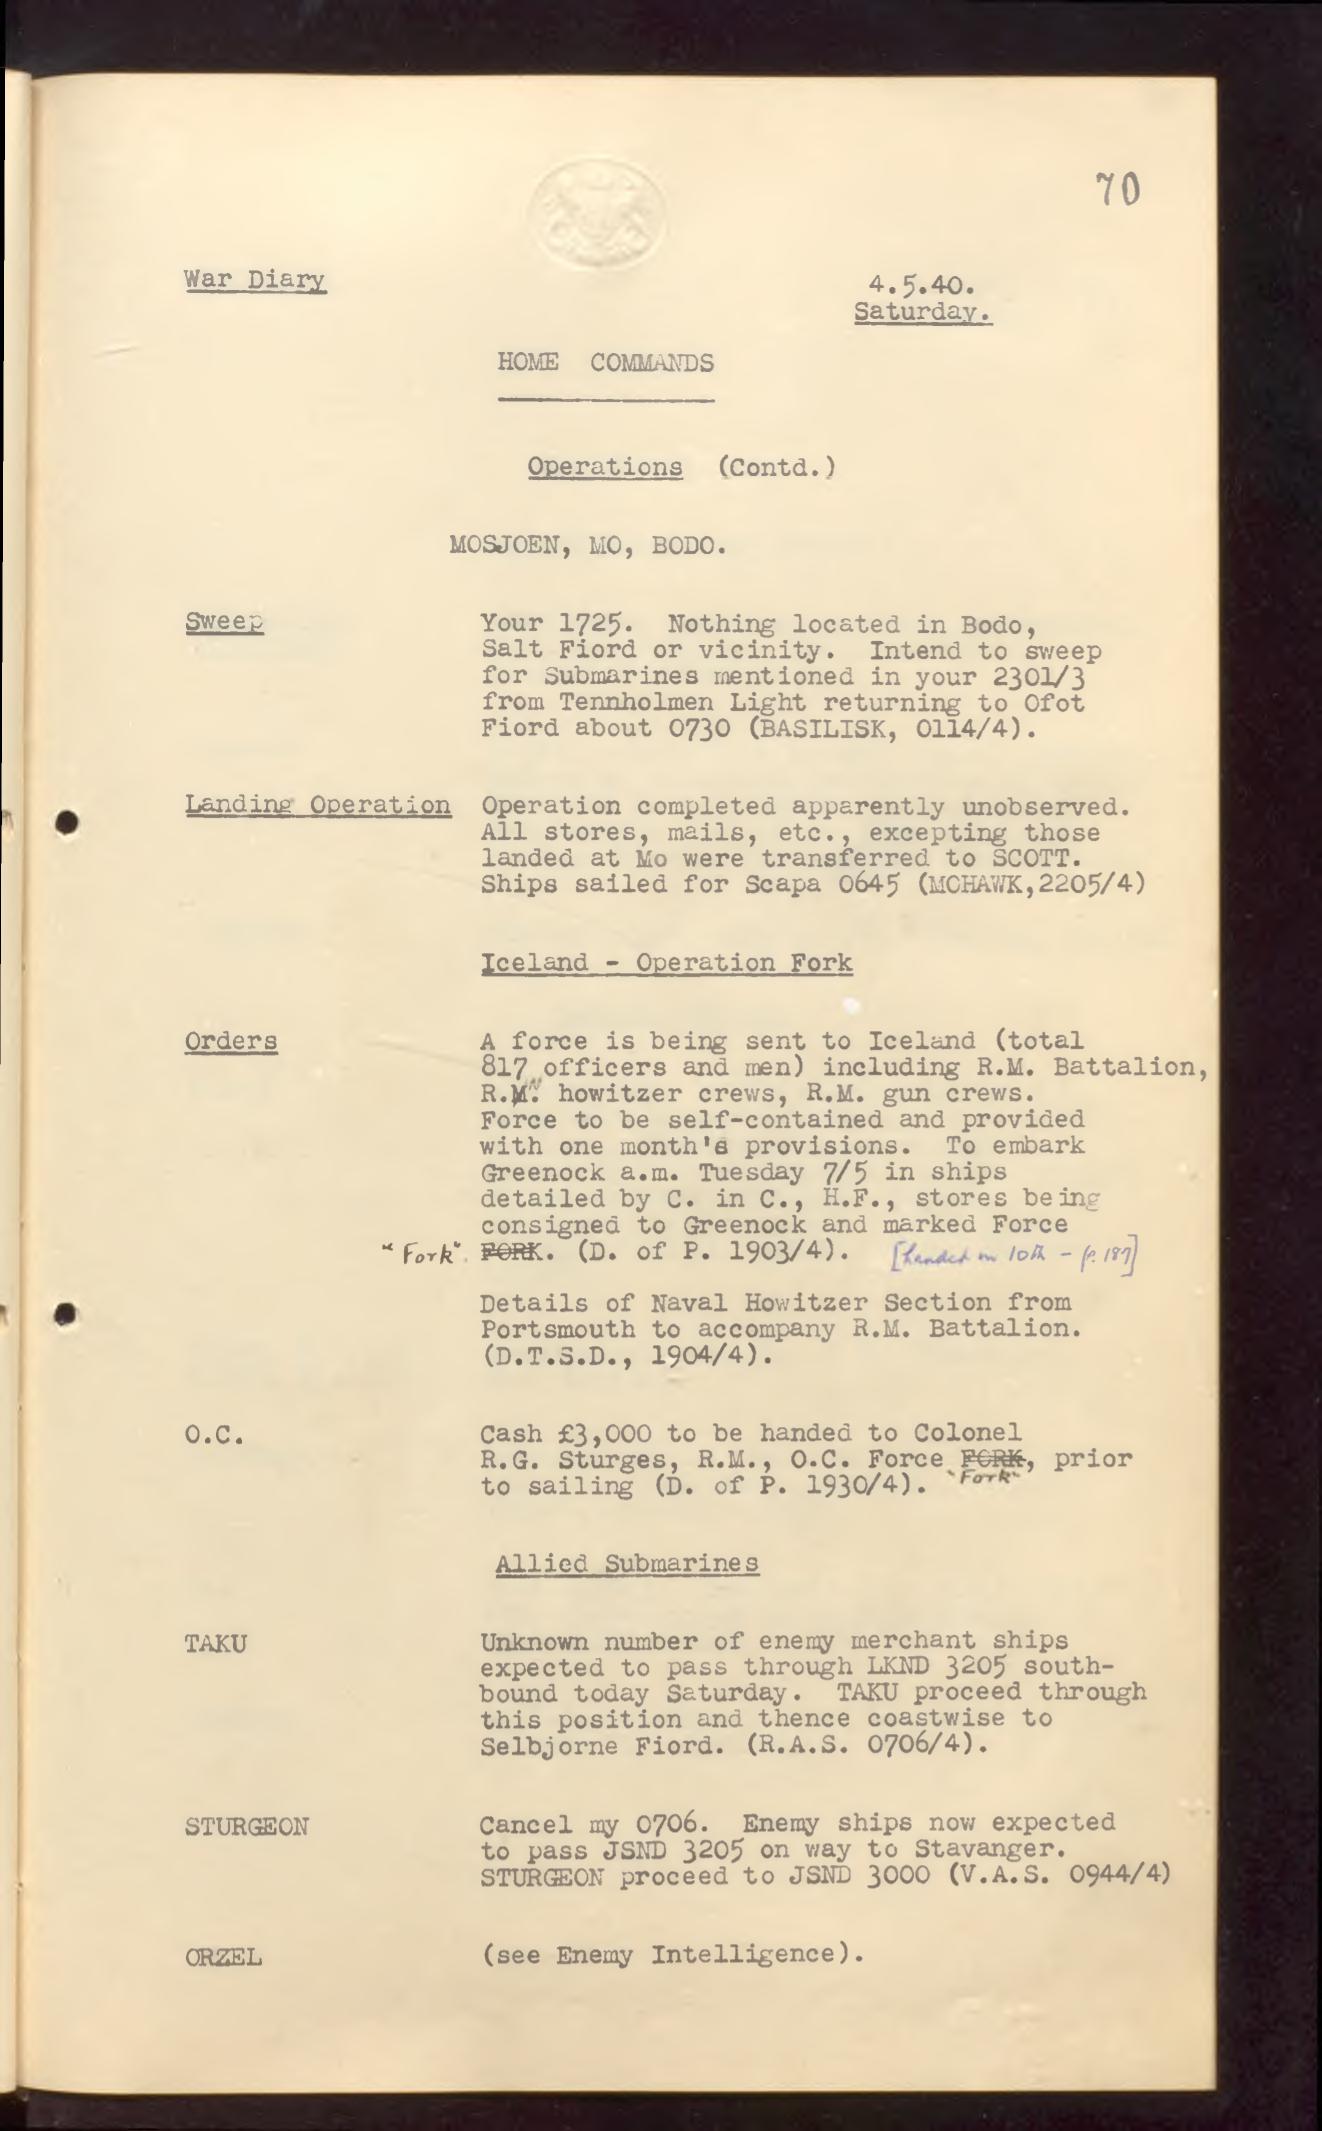 70
War Diary
4.5.40.
Saturday.
HOME COMMANDS
Operations (Contd.)
MOSJOEN, MO, BODO.
Sweep
Your 1725. Nothing located in Bodo,
Salt Fiord or vicinity. Intend to sweep
for Submarines mentioned in your 2301/3
from Tennholmen Light returning to Ofot
Fiord about 0730 (BASILISK, 0114/4).
Landing Operation
Operation completed apparently unobserved.
All stores, mails, etc., excepting those
landed at Mo were transferred to SCOTT.
Ships sailed for Scapa 0645 (MOHAWK,2205/4)
Iceland - Operation Fork
Orders
A force is being sent to Iceland (total
817 officers and men) including R.M. Battalion,
R.N. howitzer crews, R.M. gun crews.
Force to be self-contained and provided
with one month's provisions. To embark
Greenock a.m. Tuesday 7/5 in ships
detailed by C. in C., H.F., stores being
consigned to Greenock and marked Force
"Fork". FORK. (D. of P. 1903/4). [landed on 10th - p. 187]
Details of Naval Howitzer Section from
Portsmouth to accompany R.M. Battalion.
(D.T.S.D., 1904/4).
O.C.
Cash £3,000 to be handed to Colonel
R.G. Sturges, R.M., O.C. Force FORK, prior
to sailing (D. of P. 1930/4). "Fork"
Allied Submarines
TAKU
Unknown number of enemy merchant ships
expected to pass through LKND 3205 south-
bound today Saturday. TAKU proceed through
this position and thence coastwise to
Selbjorne Fiord. (R.A.S. 0706/4).
STURGEON
Cancel my 0706. Enemy ships now expected
to pass JSND 3205 on way to Stavanger.
STURGEON proceed to JSND 3000 (V.A.S. 0944/4)
ORZEL
(see Enemy Intelligence).